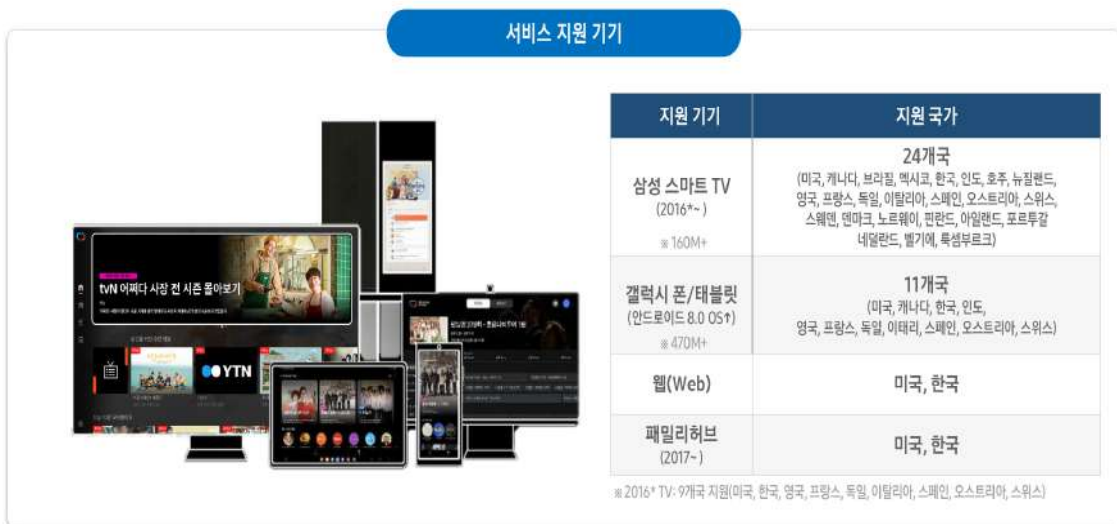 서비스 지원 기기
tvN 어쩌다 사장 전 시즌 몰아보기
YTN
지원 기기
지원 국가
삼성 스마트 TV
(2016*~)
※ 160M+
24개국
(미국, 캐나다, 브라질, 멕시코, 한국, 인도, 호주, 뉴질랜드,
영국, 프랑스, 독일, 이탈리아, 스페인, 오스트리아, 스위스,
스웨덴, 덴마크, 노르웨이, 핀란드, 아일랜드, 포르투갈
네덜란드, 벨기에, 룩셈부르크)
갤럭시 폰/태블릿
(안드로이드 8.0 OS↑)
※ 470M+
11개국
(미국, 캐나다, 한국, 인도,
영국, 프랑스, 독일, 이태리, 스페인, 오스트리아, 스위스)
웹(Web)
미국, 한국
패밀리허브
(2017~)
미국, 한국
※ 2016* TV: 9개국 지원(미국, 한국, 영국, 프랑스, 독일, 이탈리아, 스페인, 오스트리아, 스위스)